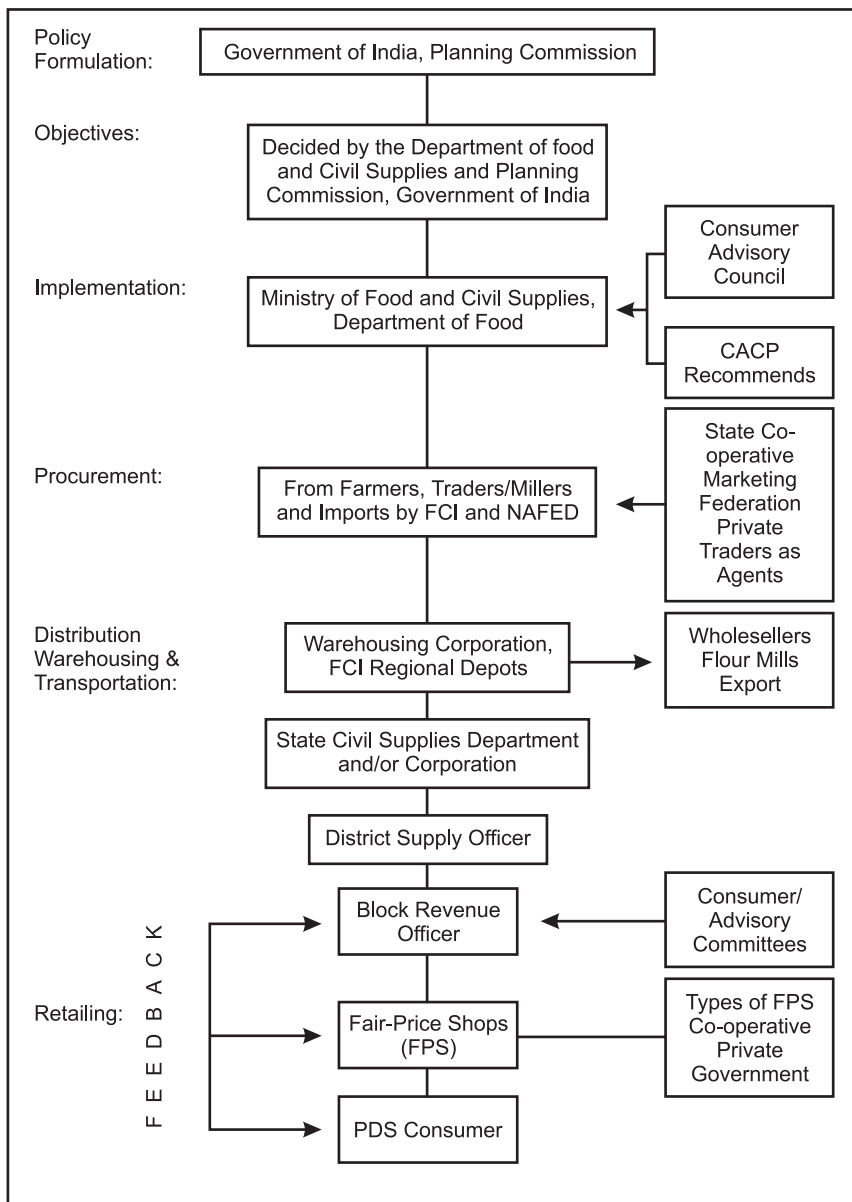 Policy
Formulation:
Government of India, Planning Commission
Objectives:
Decided by the Department of food
and Civil Supplies and Planning
Commission, Government of India
Consumer
Advisory
Council
Implementation:
Ministry of Food and Civil Supplies,
Department of Food
CACP
Recommends
State Co-
operative
Marketing
Federation
Private
Traders as
Agents
Procurement:
From Farmers, Traders/Millers
and Imports by FCI and NAFED
Distribution
Warehousing &
Transportation:
Warehousing Corporation,
FCI Regional Depots
Wholesellers
Flour Mills
Export
State Civil Supplies Department
and/or Corporation
District Supply Officer
Block Revenue
Officer
Consumer/
Advisory
Committees
FEEDBACK
Retailing:
Fair-Price Shops
(FPS)
Types of FPS
Co-operative
Private
Government
PDS Consumer